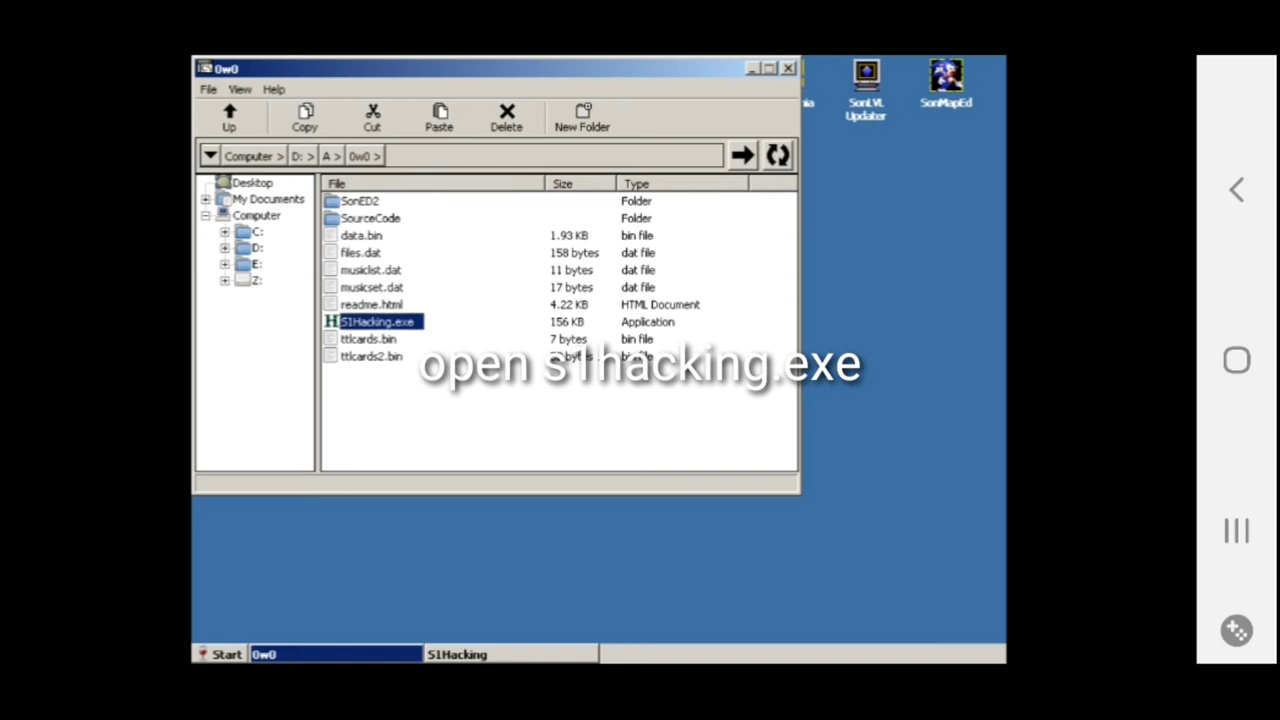 0w0
File View Help
Up Copy Cut Paste Delete New Folder
Computer > D: > A > 0w0 >
Desktop
My Documents
Computer
C:
D:
E:
Z:
File Size Type
SonED2 Folder
SourceCode Folder
data.bin 1.93 KB bin file
files.dat 158 bytes dat file
musiclist.dat 11 bytes dat file
musicset.dat 17 bytes dat file
readme.html 4.22 KB HTML Document
S1Hacking.exe 156 KB Application
ttlcards.bin 7 bytes bin file
ttlcards2.bin bytes bin file
open s1hacking.exe
SonLVL
Updater
SonMapEd
Start 0w0 S1Hacking